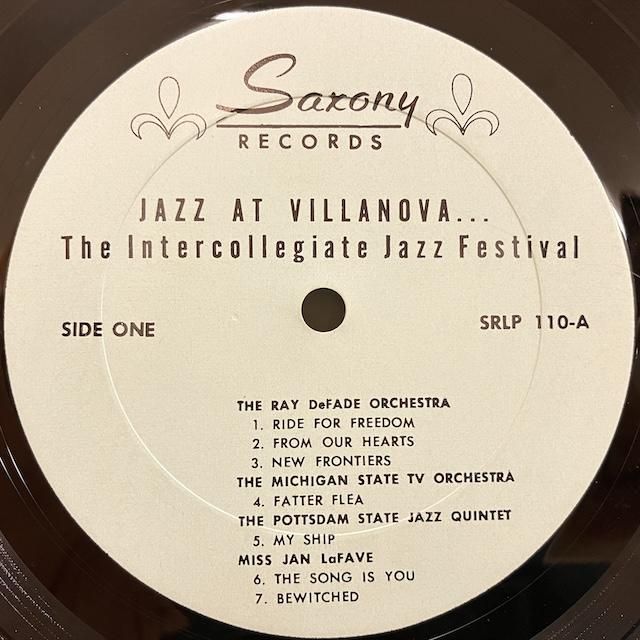 Saxony
RECORDS
JAZZ AT VILLANOVA...
The Intercollegiate Jazz Festival
SIDE ONE
SRLP 110-A
THE RAY DeFADE ORCHESTRA
1. RIDE FOR FREEDOM
2. FROM OUR HEARTS
3. NEW FRONTIERS
THE MICHIGAN STATE TV ORCHESTRA
4. FATTER FLEA
THE POTTSDAM STATE JAZZ QUINTET
5. MY SHIP
MISS JAN LaFAVE
6. THE SONG IS YOU
7. BEWITCHED